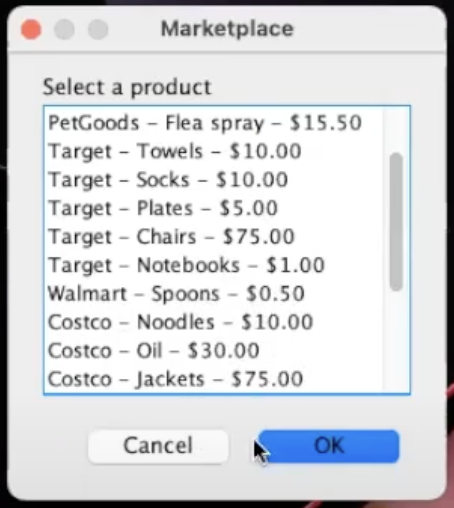 Marketplace
Select a product
PetGoods – Flea spray – $15.50
Target – Towels – $10.00
Target – Socks – $10.00
Target – Plates – $5.00
Target – Chairs – $75.00
Target – Notebooks – $1.00
Walmart – Spoons – $0.50
Costco – Noodles – $10.00
Costco – Oil – $30.00
Costco – Jackets – $75.00
Cancel
OK